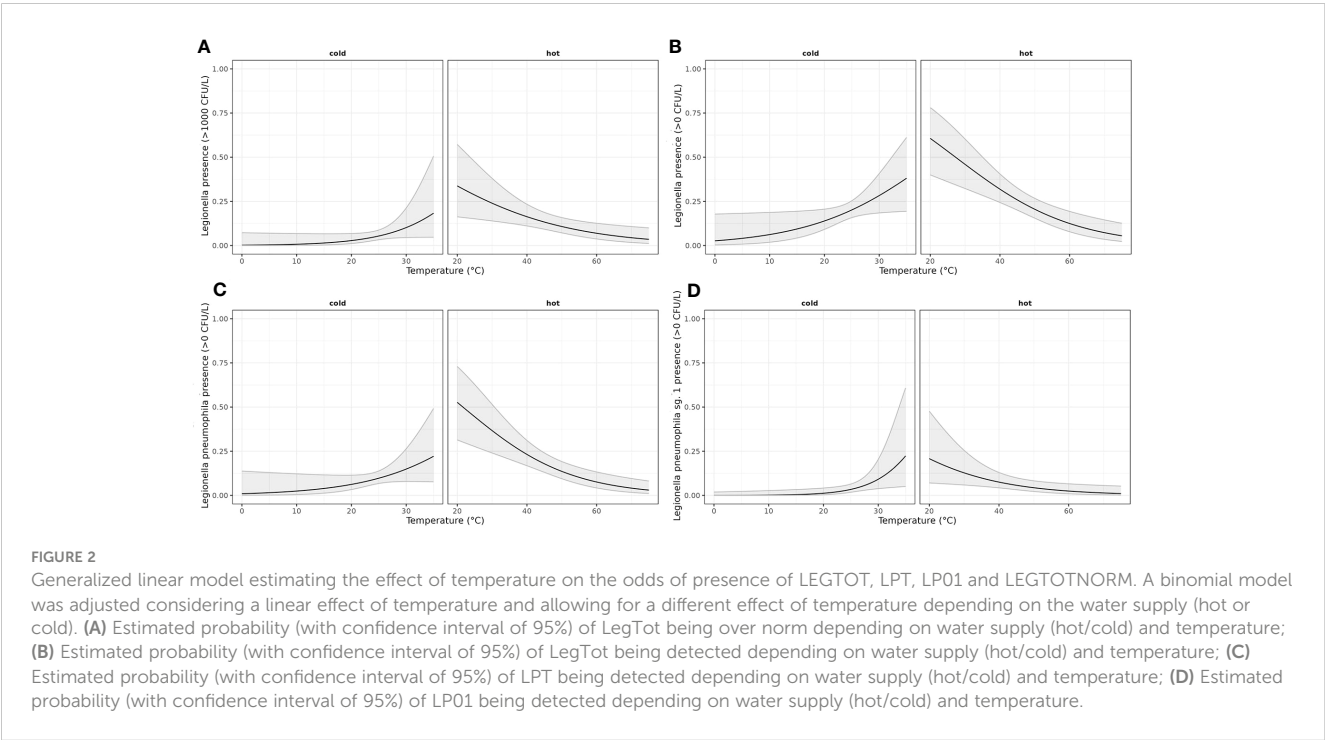 A
cold
hot
Legionella presence (>1000 CFU/L)
1.00
0.75
0.50
0.25
0.00
0
10
20
30
20
40
60
Temperature (°C)
B
cold
hot
Legionella presence (>0 CFU/L)
1.00
0.75
0.50
0.25
0.00
0
10
20
30
20
40
60
Temperature (°C)
C
cold
hot
Legionella pneumophila presence (>0 CFU/L)
1.00
0.75
0.50
0.25
0.00
0
10
20
30
20
40
60
Temperature (°C)
D
cold
hot
Legionella pneumophila sg. 1 presence (>0 CFU/L)
1.00
0.75
0.50
0.25
0.00
0
10
20
30
20
40
60
Temperature (°C)
FIGURE 2
Generalized linear model estimating the effect of temperature on the odds of presence of LEGTOT, LPT, LP01 and LEGTOTNORM. A binomial model
was adjusted considering a linear effect of temperature and allowing for a different effect of temperature depending on the water supply (hot or
cold). (A) Estimated probability (with confidence interval of 95%) of LegTot being over norm depending on water supply (hot/cold) and temperature;
(B) Estimated probability (with confidence interval of 95%) of LegTot being detected depending on water supply (hot/cold) and temperature; (C)
Estimated probability (with confidence interval of 95%) of LPT being detected depending on water supply (hot/cold) and temperature; (D) Estimated
probability (with confidence interval of 95%) of LP01 being detected depending on water supply (hot/cold) and temperature.